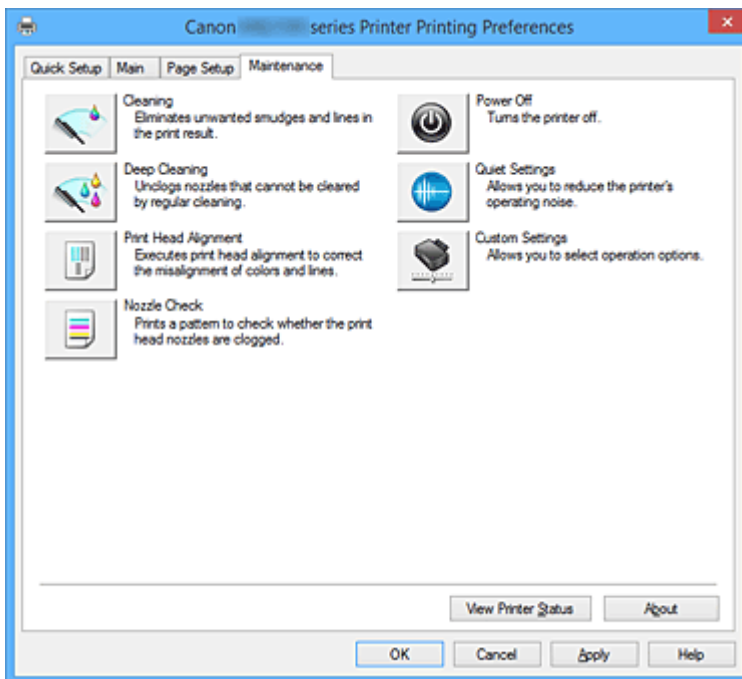 Canon series Printer Printing Preferences
Quick Setup Main Page Setup Maintenance
Cleaning
Eliminates unwanted smudges and lines in
the print result.
Deep Cleaning
Unclogs nozzles that cannot be cleared
by regular cleaning.
Print Head Alignment
Executes print head alignment to correct
the misalignment of colors and lines.
Nozzle Check
Prints a pattern to check whether the print
head nozzles are clogged.
Power Off
Turns the printer off.
Quiet Settings
Allows you to reduce the printer's
operating noise.
Custom Settings
Allows you to select operation options.
View Printer Status About
OK Cancel Apply Help